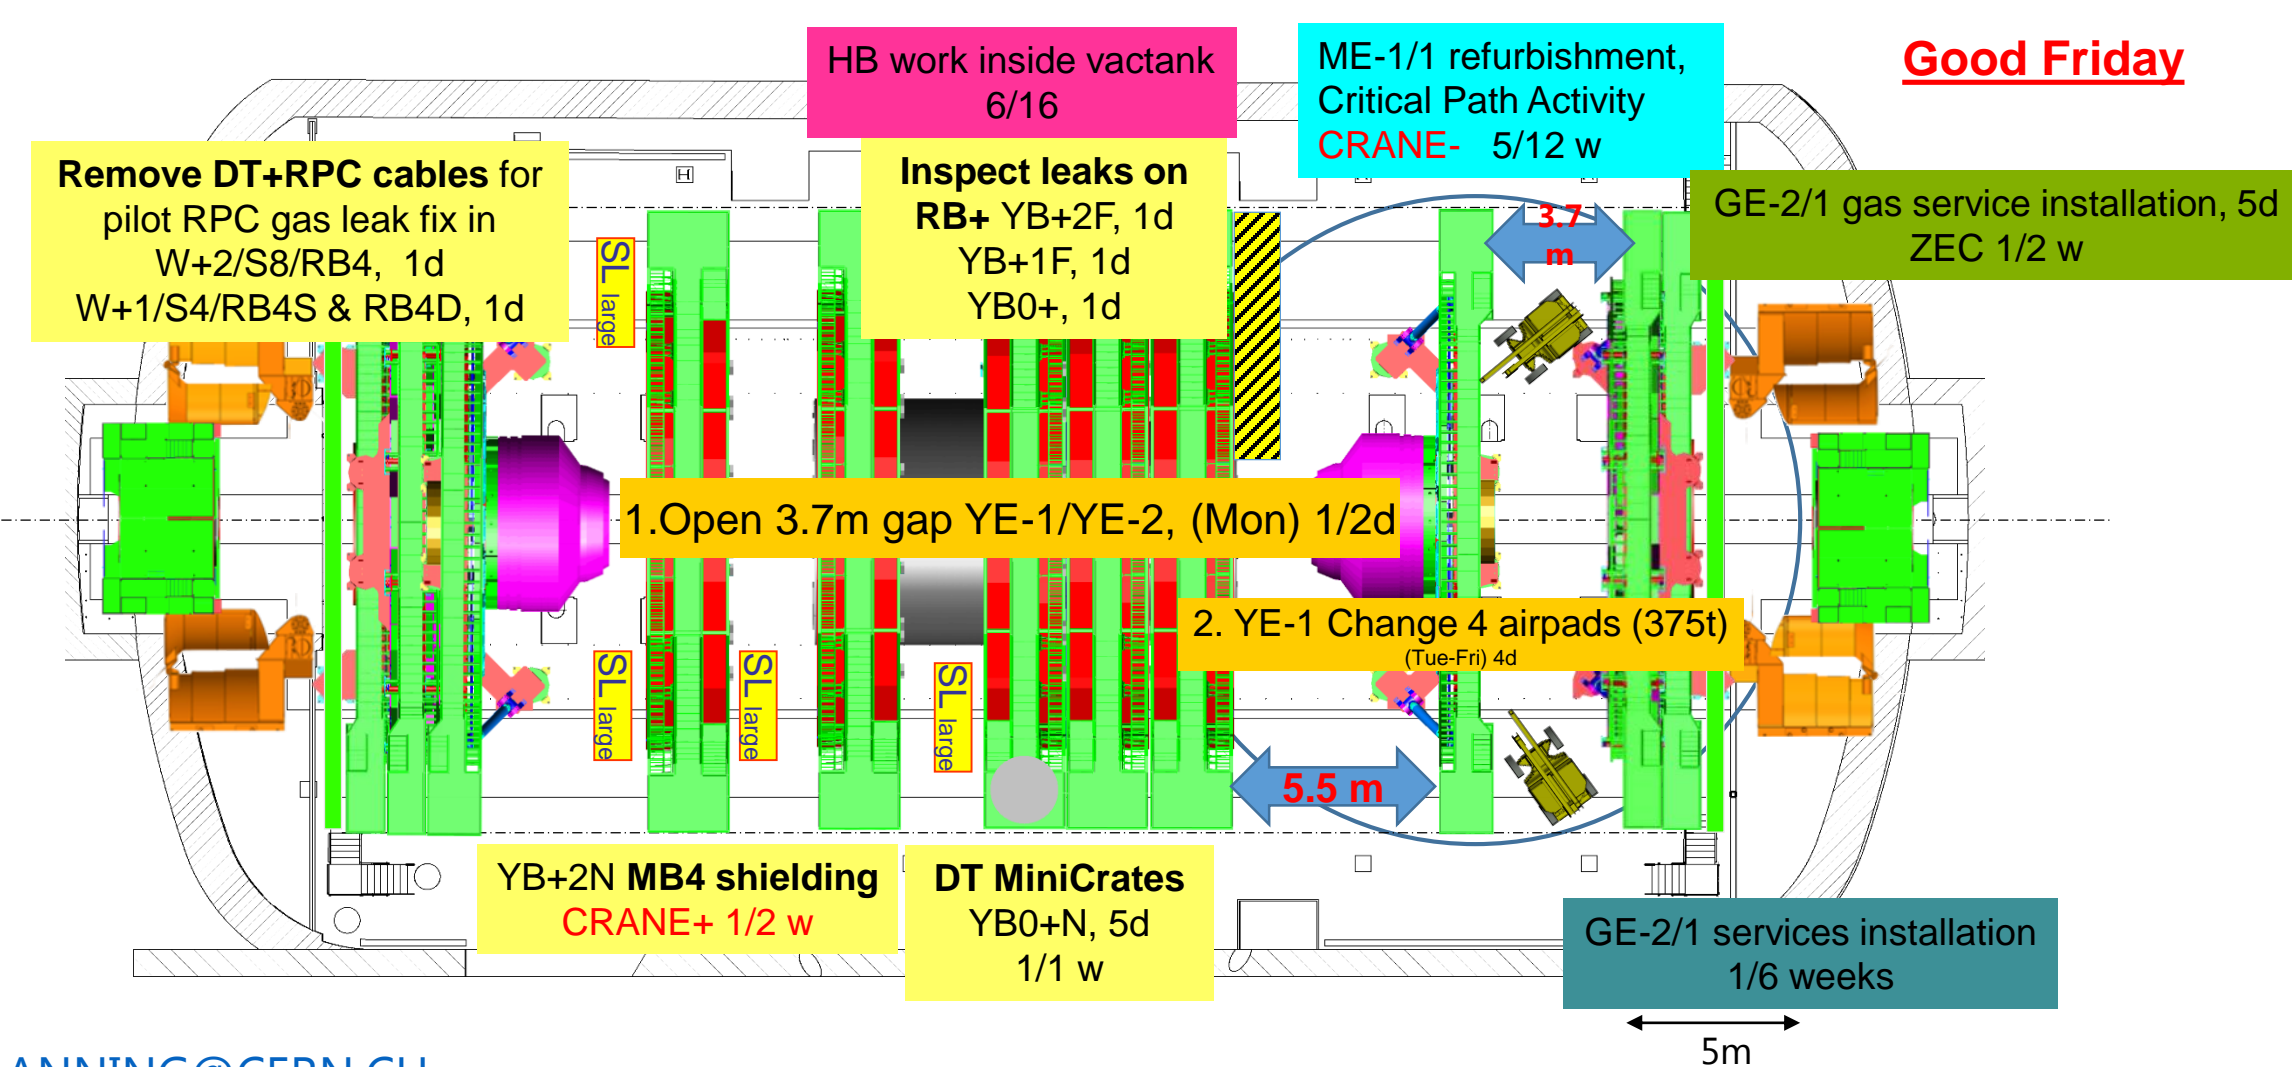 Good Friday
HB work inside vactank
6/16
ME-1/1 refurbishment,
Critical Path Activity
CRANE- 5/12 w
Remove DT+RPC cables for
pilot RPC gas leak fix in
W+2/S8/RB4, 1d
W+1/S4/RB4S & RB4D, 1d
Inspect leaks on
RB+ YB+2F, 1d
YB+1F, 1d
YB0+, 1d
GE-2/1 gas service installation, 5d
ZEC 1/2 w
H
3.7
m
SL large
1.Open 3.7m gap YE-1/YE-2, (Mon) 1/2d
2. YE-1 Change 4 airpads (375t)
(Tue-Fri) 4d
SL large
SL large
SL large
5.5 m
YB+2N MB4 shielding
CRANE+ 1/2 w
DT MiniCrates
YB0+N, 5d
1/1 w
GE-2/1 services installation
1/6 weeks
5m
ANNING@CERN.CH